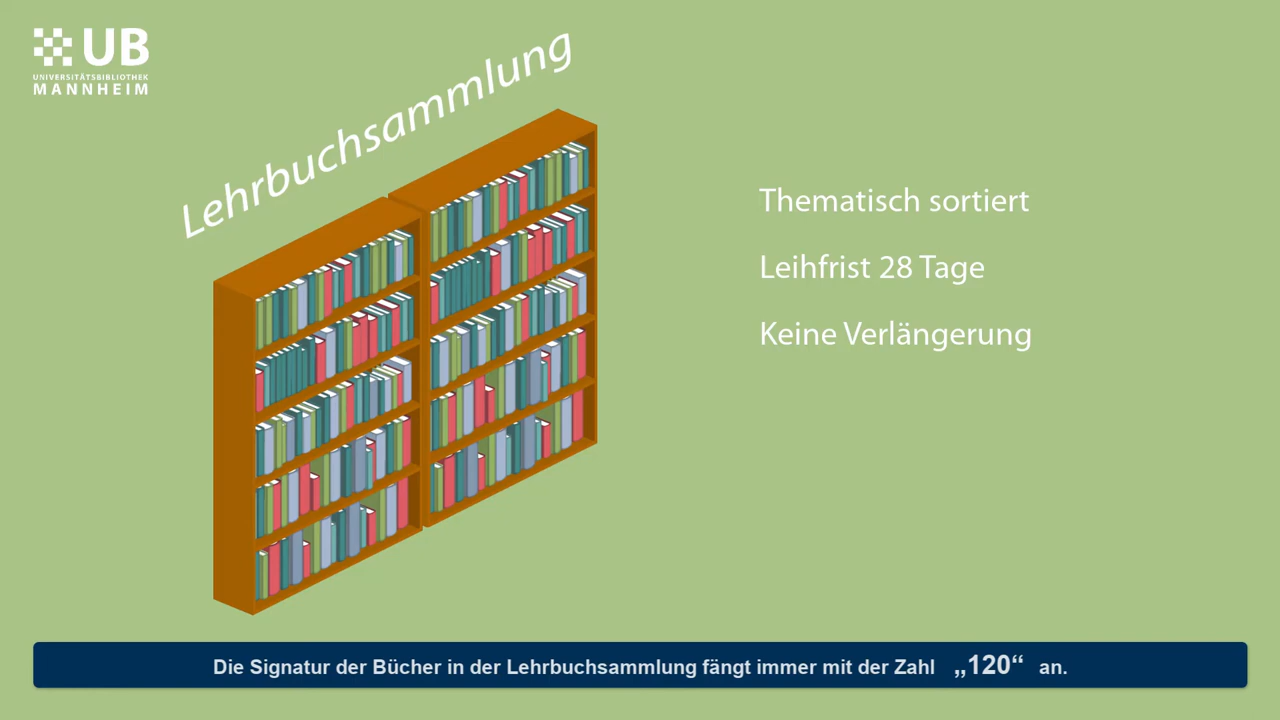 UB
UNIVERSITÄTSBIBLIOTHEK
MANNHEIM
Lehrbuchsammlung
Thematisch sortiert
Leihfrist 28 Tage
Keine Verlängerung
Die Signatur der Bücher in der Lehrbuchsammlung fängt immer mit der Zahl „120“ an.